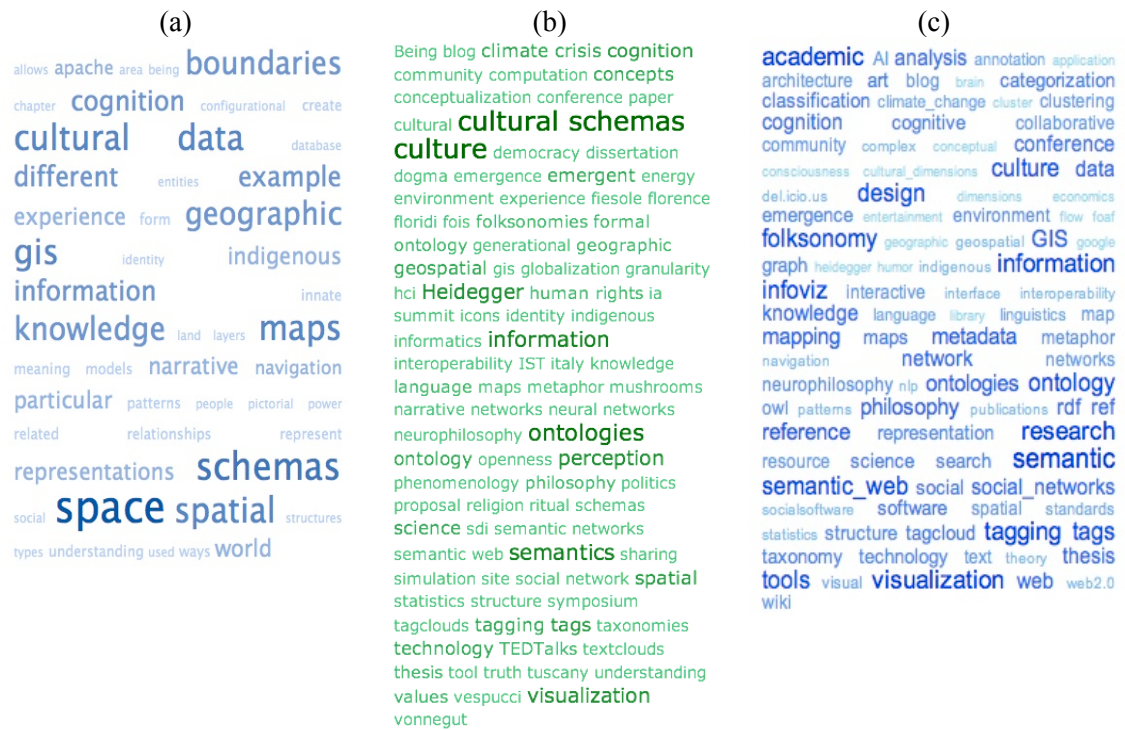 (a)
allows apache area being boundaries
chapter cognition configurational create
cultural data database
different entities example
experience form geographic
gis identity indigenous
information innate
knowledge land layers maps
meaning models narrative navigation
particular patterns people pictorial power
related relationships represent
representations schemas
social space spatial structures
types understanding used ways world
(b)
Being blog climate crisis cognition
community computation concepts
conceptualization conference paper
cultural cultural schemas
culture democracy dissertation
dogma emergence emergent energy
environment experience fiesole florence
floridi fois folksonomies formal
ontology generational geographic
geospatial gis globalization granularity
hci Heidegger human rights ia
summit icons identity indigenous
informatics information
interoperability IST italy knowledge
language maps metaphor mushrooms
narrative networks neural networks
neurophilosophy ontologies
ontology openness perception
phenomenology philosophy politics
proposal religion ritual schemas
science sdi semantic networks
semantic web semantics sharing
simulation site social network spatial
statistics structure symposium
tagclouds tagging tags taxonomies
technology TEDTalks textclouds
thesis tool truth tuscany understanding
values vespucci visualization
vonnegut
(c)
academic AI analysis annotation application
architecture art blog brain categorization
classification climate_change cluster clustering
cognition cognitive collaborative
community complex conceptual conference
consciousness cultural_dimensions culture data
del.icio.us design dimensions economics
emergence entertainment environment flow foaf
folksonomy geographic geospatial GIS google
graph heidegger humor indigenous information
infoviz interactive interface interoperability
knowledge language library linguistics map
mapping maps metadata metaphor
navigation network networks
neurophilosophy nlp ontologies ontology
owl patterns philosophy publications rdf ref
reference representation research
resource science search semantic
semantic_web social social_networks
socialsoftware software spatial standards
statistics structure tagcloud tagging tags
taxonomy technology text theory thesis
tools visual visualization web web2.0
wiki